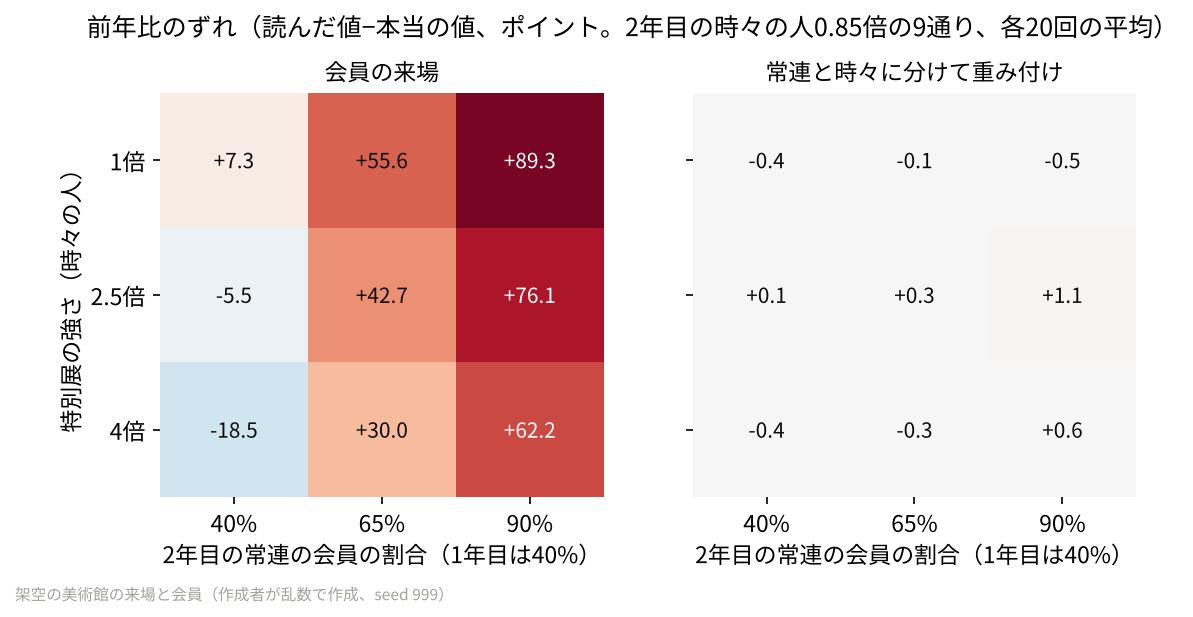 前年比のずれ（読んだ値−本当の値、ポイント。2年目の時々の人0.85倍の9通り、各20回の平均）
会員の来場
常連と時々に分けて重み付け
特別展の強さ（時々の人）
1倍
+7.3 +55.6 +89.3
-0.4 -0.1 -0.5
2.5倍
-5.5 +42.7 +76.1
+0.1 +0.3 +1.1
4倍
-18.5 +30.0 +62.2
-0.4 -0.3 +0.6
40% 65% 90%
40% 65% 90%
2年目の常連の会員の割合（1年目は40%）
2年目の常連の会員の割合（1年目は40%）
架空の美術館の来場と会員（作成者が乱数で作成、seed 999）